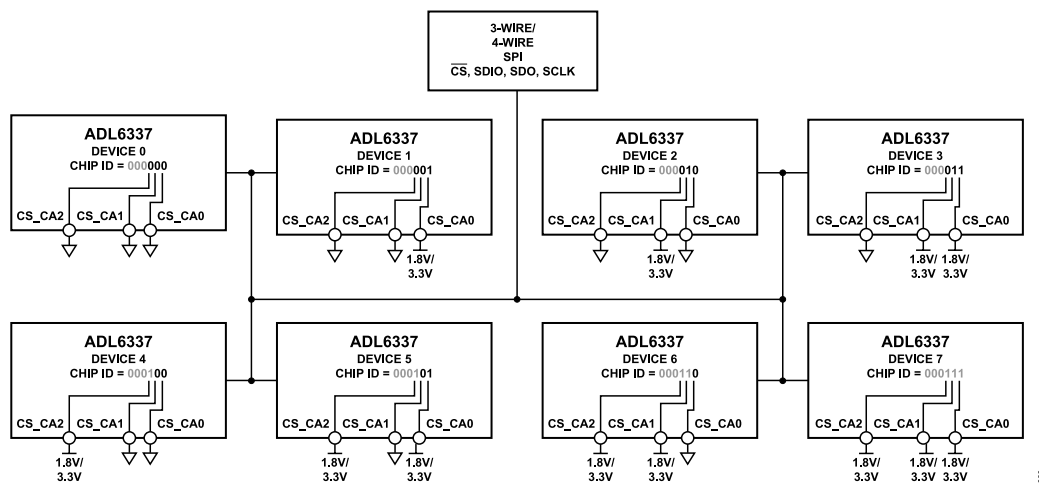 3-WIRE/
4-WIRE
SPI
CS, SDIO, SDO, SCLK
ADL6337
DEVICE 0
CHIP ID = 000000
CS_CA2 CS_CA1 CS_CA0
ADL6337
DEVICE 1
CHIP ID = 000001
CS_CA2 CS_CA1 CS_CA0
1.8V/
3.3V
ADL6337
DEVICE 2
CHIP ID = 000010
CS_CA2 CS_CA1 CS_CA0
1.8V/
3.3V
ADL6337
DEVICE 3
CHIP ID = 000011
CS_CA2 CS_CA1 CS_CA0
1.8V/ 1.8V/
3.3V 3.3V
ADL6337
DEVICE 4
CHIP ID = 000100
CS_CA2 CS_CA1 CS_CA0
1.8V/
3.3V
ADL6337
DEVICE 5
CHIP ID = 000101
CS_CA2 CS_CA1 CS_CA0
1.8V/ 1.8V/
3.3V 3.3V
ADL6337
DEVICE 6
CHIP ID = 000110
CS_CA2 CS_CA1 CS_CA0
1.8V/ 1.8V/
3.3V 3.3V
ADL6337
DEVICE 7
CHIP ID = 000111
CS_CA2 CS_CA1 CS_CA0
1.8V/ 1.8V/ 1.8V/
3.3V 3.3V 3.3V